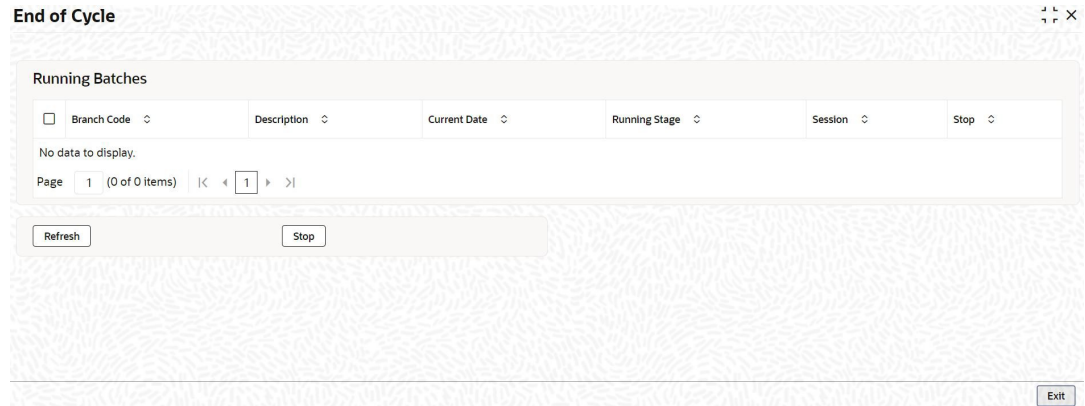 End of Cycle
Running Batches
Branch Code Description Current Date Running Stage Session Stop
No data to display.
Page 1 (0 of 0 items) 1
Refresh Stop
Exit